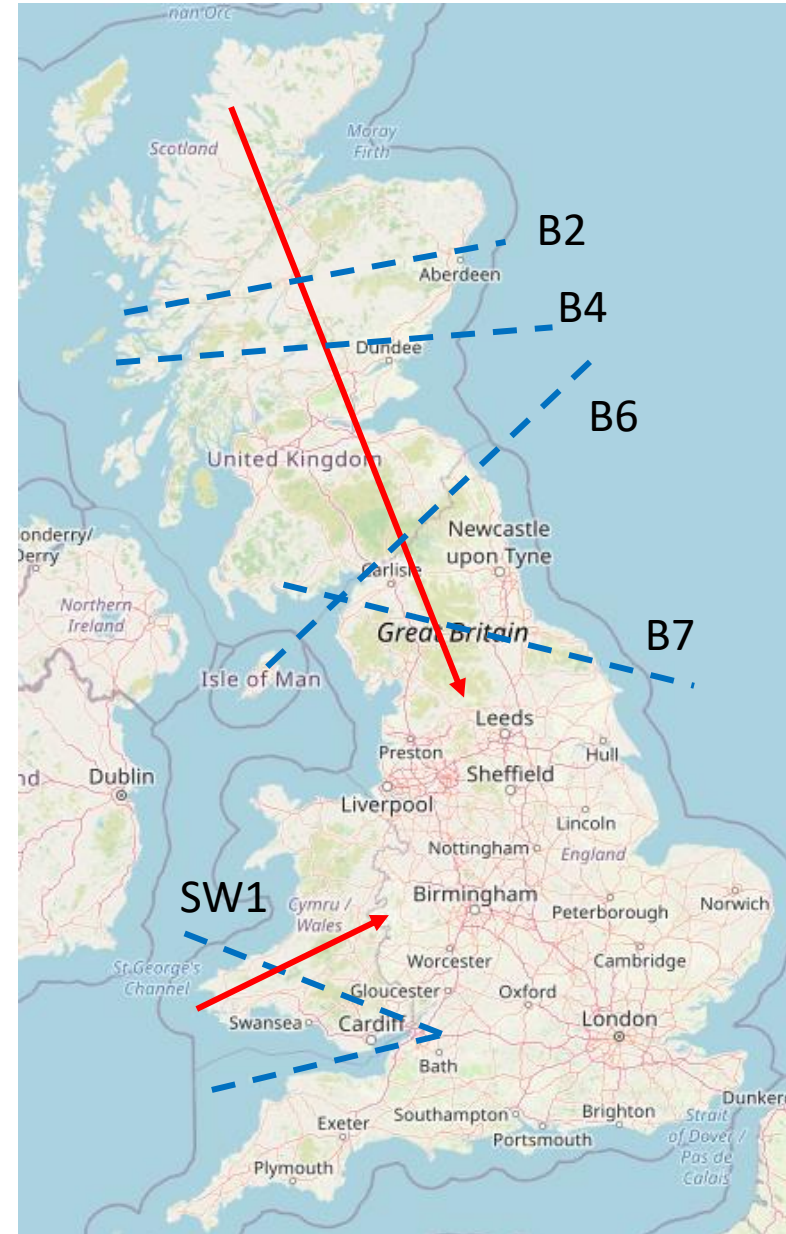 nan Orc
Moray
Firth
Scotland
B2
Aberdeen
B4
Dundee
B6
United Kingdom
Newcastle
upon Tyne
onderry/
Derry
Carlisle
Northern
Ireland
Great Britain
B7
Isle of Man
Leeds
Preston
Hull
nd
Dublin
Sheffield
Liverpool
Lincoln
Nottingham
England
SW1
Cymru /
Wales
Birmingham
Peterborough
Norwich
St George's
Channel
Worcester
Cambridge
Gloucester
Oxford
Swansea
Cardiff
London
Bath
Dunker
Exeter
Southampton
Brighton
Strait
of Dover /
Pas de
Calais
Portsmouth
Plymouth